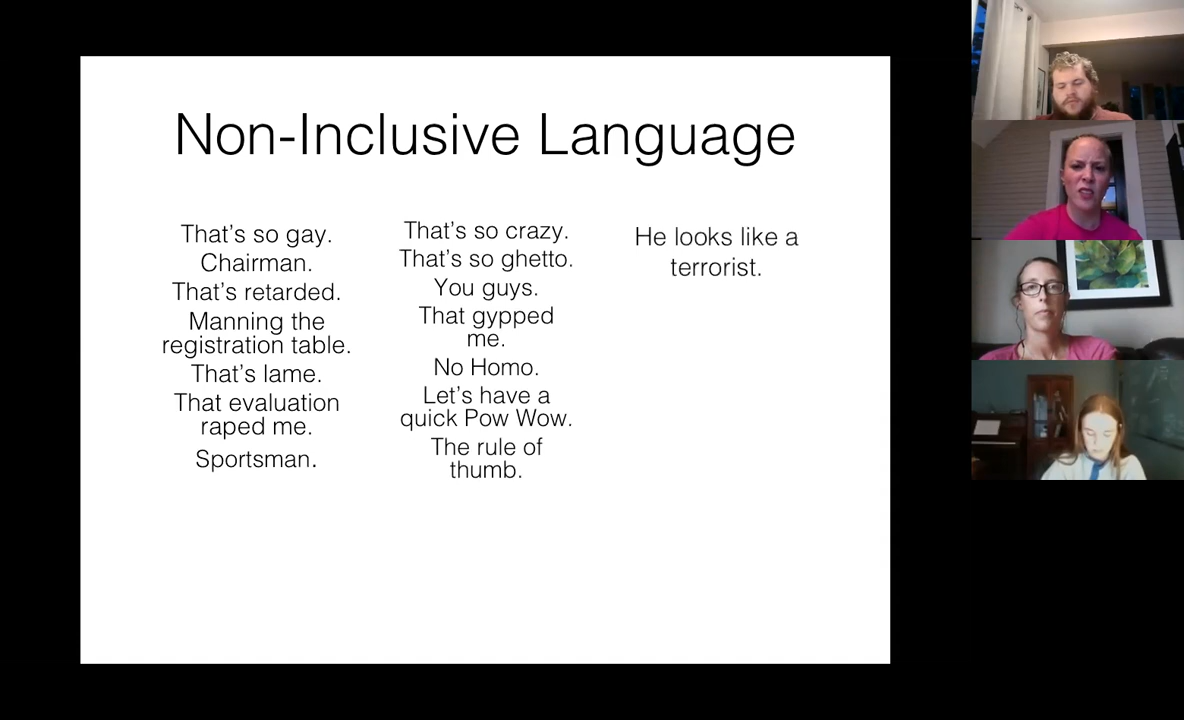 Non-Inclusive Language
That's so gay.
Chairman.
That's retarded.
Manning the
registration table.
That's lame.
That evaluation
raped me.
Sportsman.
That's so crazy.
That's so ghetto.
You guys.
That gypped
me.
No Homo.
Let's have a
quick Pow Wow.
The rule of
thumb.
He looks like a
terrorist.